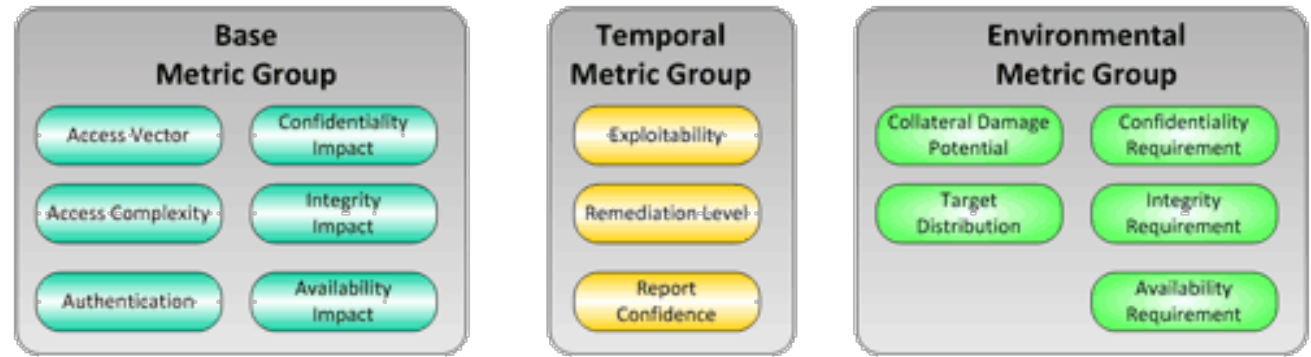 Base
Metric Group
Access Vector
Confidentiality
Impact
Access Complexity
Integrity
Impact
Authentication
Availability
Impact
Temporal
Metric Group
Exploitability
Remediation Level
Report
Confidence
Environmental
Metric Group
Collateral Damage
Potential
Confidentiality
Requirement
Target
Distribution
Integrity
Requirement
Availability
Requirement